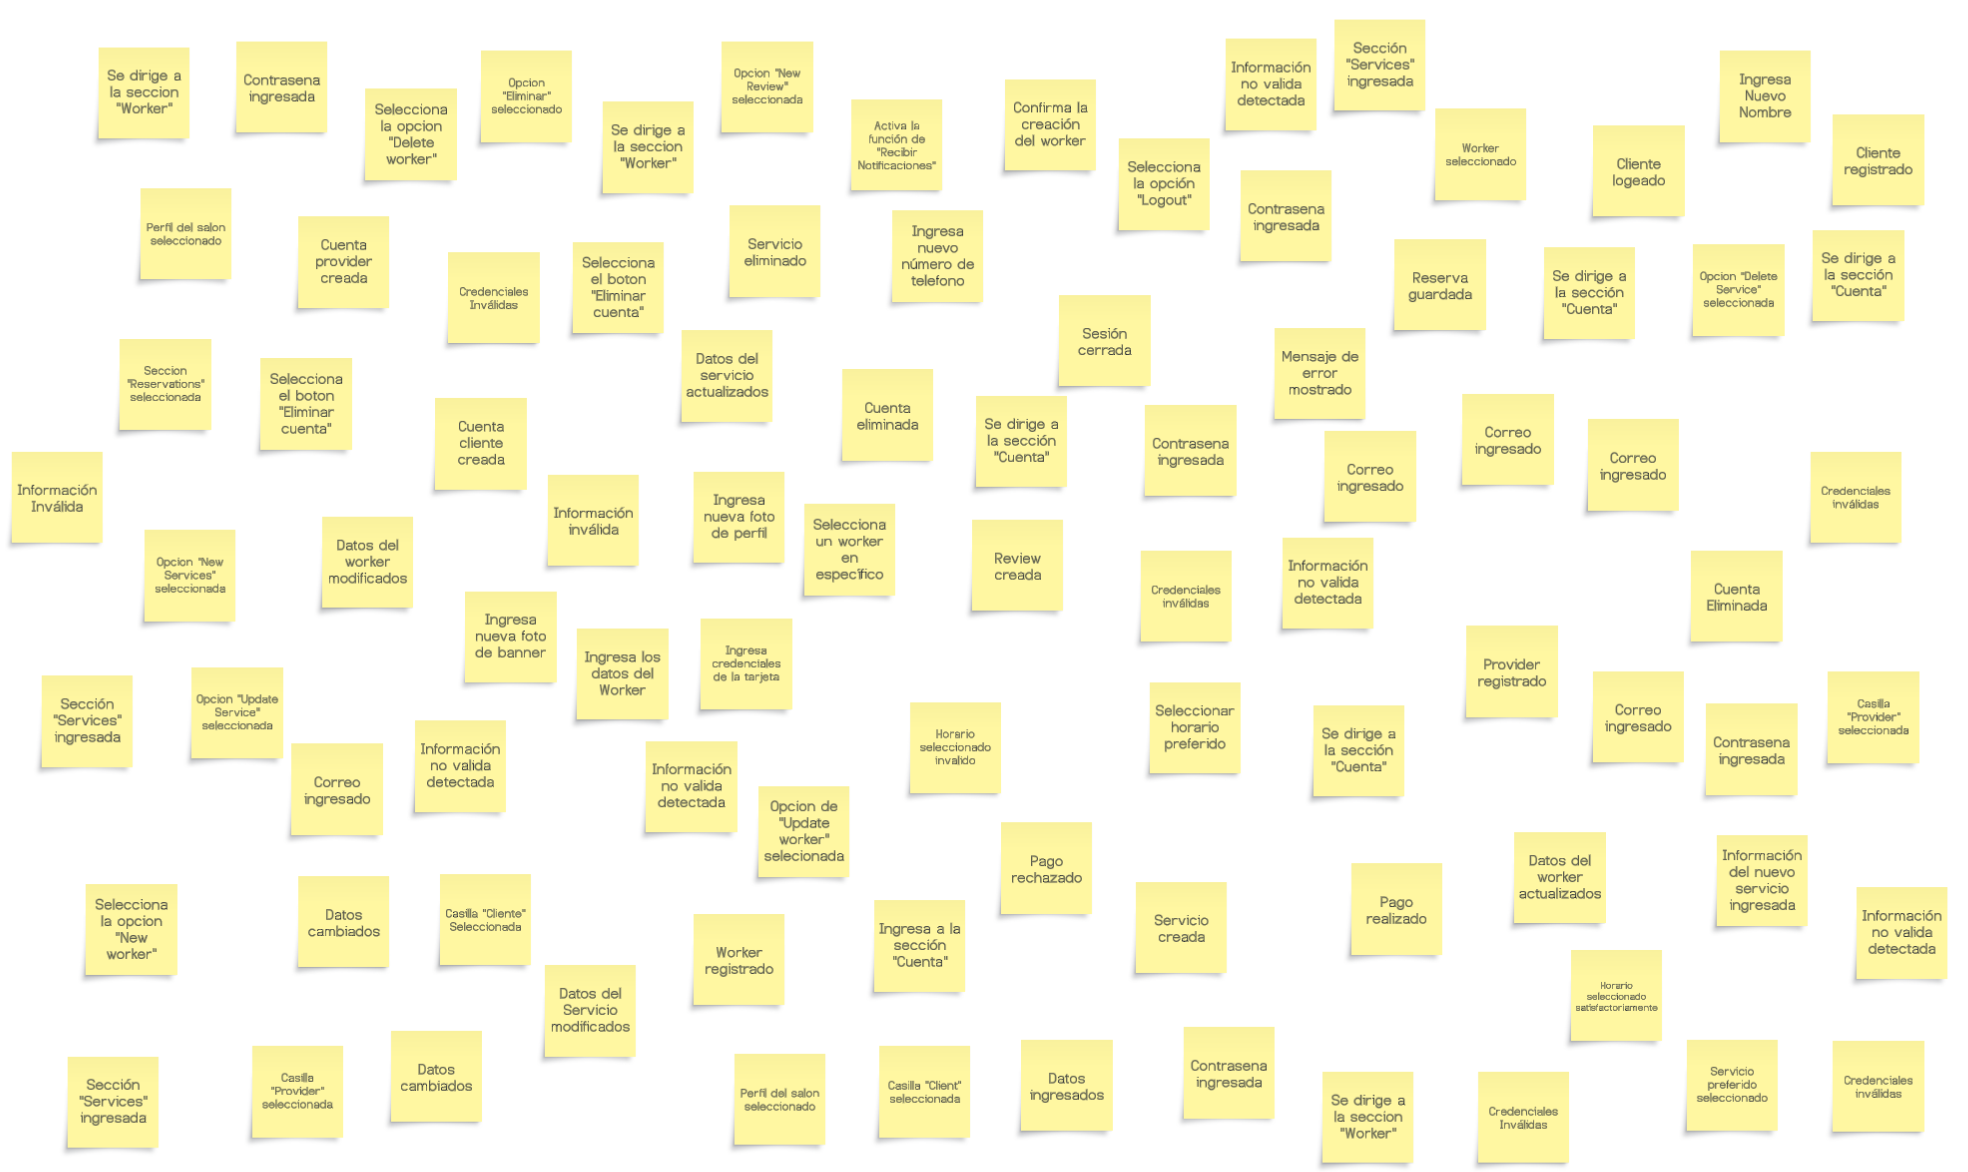 Se dirige a
la seccion
"Worker"
Contrasena
ingresada
Selecciona
la opcion
"Delete
worker"
Opcion
"Eliminar"
seleccionado
Se dirige a
la seccion
"Worker"
Opcion "New
Review"
seleccionada
Activa la
función de
"Recibir
Notificaciones"
Confirma la
creación
del worker
Selecciona
la opción
"Logout"
Información
no valida
detectada
Sección
"Services"
ingresada
Contrasena
ingresada
Worker
seleccionado
Cliente
logeado
Ingresa
Nuevo
Nombre
Cliente
registrado
Perfil del salon
seleccionado
Cuenta
provider
creada
Credenciales
Inválidas
Selecciona
el boton
"Eliminar
cuenta"
Servicio
eliminado
Ingresa
nuevo
número de
telefono
Sesión
cerrada
Reserva
guardada
Se dirige a
la sección
"Cuenta"
Opcion "Delete
Service"
seleccionada
Se dirige a
la sección
"Cuenta"
Seccion
"Reservations"
seleccionada
Selecciona
el boton
"Eliminar
cuenta"
Cuenta
cliente
creada
Datos del
servicio
actualizados
Cuenta
eliminada
Se dirige a
la sección
"Cuenta"
Contrasena
ingresada
Mensaje de
error
mostrado
Correo
ingresado
Correo
ingresado
Correo
ingresado
Credenciales
inválidas
Información
Inválida
Opcion "New
Services"
seleccionada
Datos del
worker
modificados
Información
inválida
Ingresa
nueva foto
de perfil
Selecciona
un worker
en
específico
Review
creada
Credenciales
inválidas
Información
no valida
detectada
Cuenta
Eliminada
Ingresa
nueva foto
de banner
Ingresa los
datos del
Worker
Ingresa
credenciales
de la tarjeta
Provider
registrado
Sección
"Services"
ingresada
Opcion "Update
Service"
seleccionada
Correo
ingresado
Información
no valida
detectada
Información
no valida
detectada
Opcion de
"Update
worker"
selecionada
Horario
seleccionado
invalido
Seleccionar
horario
preferido
Se dirige a
la sección
"Cuenta"
Correo
ingresado
Contrasena
ingresada
Casilla
"Provider"
seleccionada
Selecciona
la opcion
"New
worker"
Datos
cambiados
Casilla "Cliente"
Seleccionada
Datos del
Servicio
modificados
Worker
registrado
Ingresa a la
sección
"Cuenta"
Pago
rechazado
Servicio
creada
Pago
realizado
Datos del
worker
actualizados
Información
del nuevo
servicio
ingresada
Información
no valida
detectada
Horario
seleccionado
satisfactoriamente
Sección
"Services"
ingresada
Casilla
"Provider"
seleccionada
Datos
cambiados
Perfil del salon
seleccionado
Casilla "Client"
seleccionada
Datos
ingresados
Contrasena
ingresada
Se dirige a
la seccion
"Worker"
Credenciales
Inválidas
Servicio
preferido
seleccionado
Credenciales
inválidas